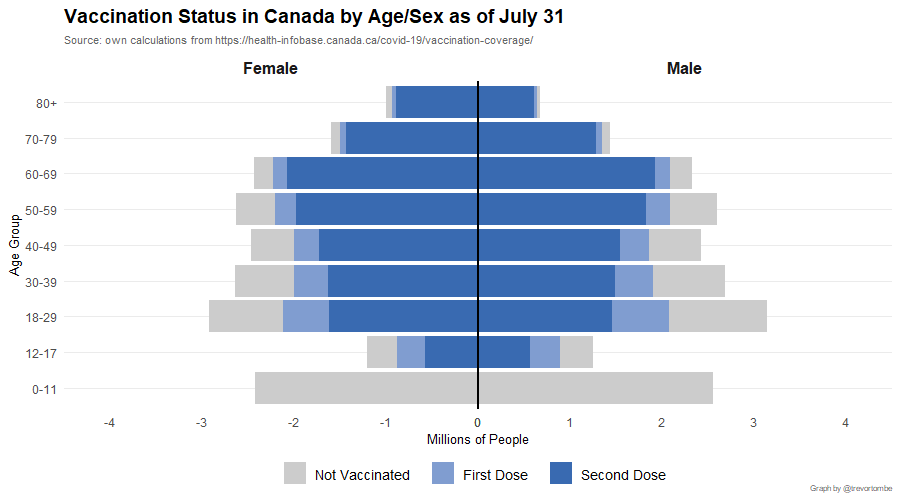 Vaccination Status in Canada by Age/Sex as of July 31
Source: own calculations from https://health-infobase.canada.ca/covid-19/vaccination-coverage/
Female
Male
Age Group
80+
70-79
60-69
50-59
40-49
30-39
18-29
12-17
0-11
-4 -3 -2 -1 0 1 2 3 4
Millions of People
Not Vaccinated First Dose Second Dose
Graph by @trevortombe